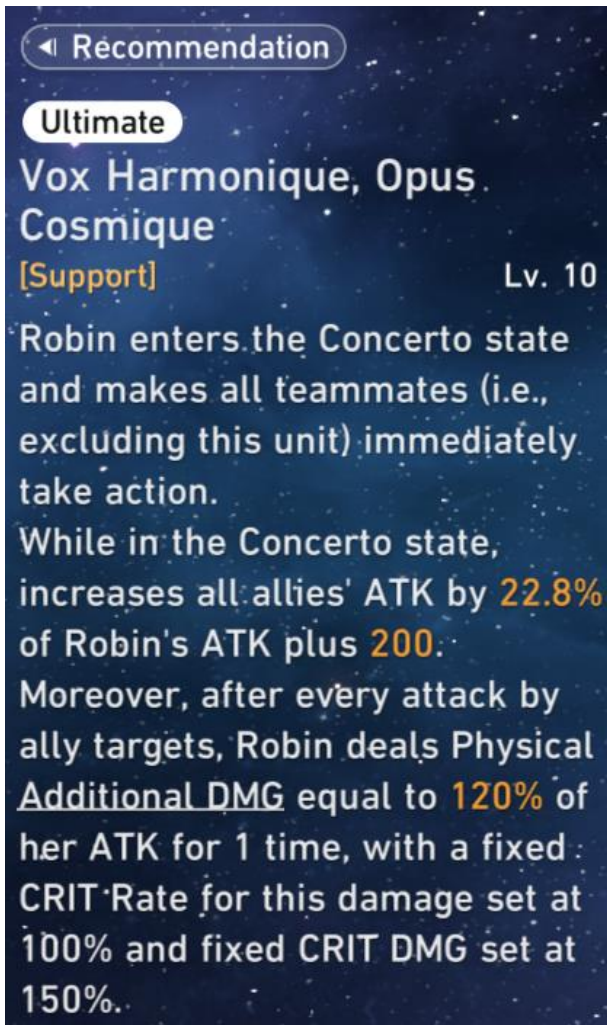 Recommendation
Ultimate
Vox Harmonique, Opus
Cosmique
[Support] Lv. 10
Robin enters the Concerto state
and makes all teammates (i.e.,
excluding this unit) immediately
take action.
While in the Concerto state,
increases all allies' ATK by 22.8%
of Robin's ATK plus 200.
Moreover, after every attack by
ally targets, Robin deals Physical
Additional DMG equal to 120% of
her ATK for 1 time, with a fixed
CRIT Rate for this damage set at
100% and fixed CRIT DMG set at
150%.